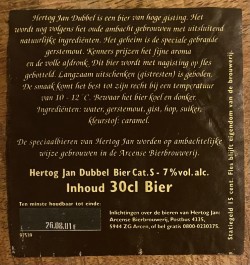 Hertog Jan Dubbel is een bier van hoge gisting. Het
wordt nog volgens het oude ambacht gebrouwen met uitsluitend
natuurlijke ingrediënten. Het geheim is de speciale gebrande
gerstemout. Kenners prijzen het fijne aroma
en de volle afdronk. Dit bier wordt met nagisting op fles
gebotteld. Langzaam uitschenken (gistresten) is geboden.
De smaak komt het best tot zijn recht bij een temperatuur
van 10 - 12 °C. Bewaar het bier koel en donker.
Ingrediënten: water, gerstemout, gist, hop, suiker,
kleurstof: caramel.
De speciaalbieren van Hertog Jan worden op ambachtelijke
wijze gebrouwen in de Arcense Bierbrouwerij.
Hertog Jan Dubbel Bier Cat. S - 7% vol. alc.
Inhoud 30cl Bier
Ten minste houdbaar tot einde:
26.08.01
Inlichtingen over de bieren van Hertog Jan:
Arcense Bierbrouwerij, Postbus 4335,
5944 ZG Arcen, of bel gratis 0800-0230375.
Statiegeld 15 cent. Fles blijft eigendom van de brouwerij.